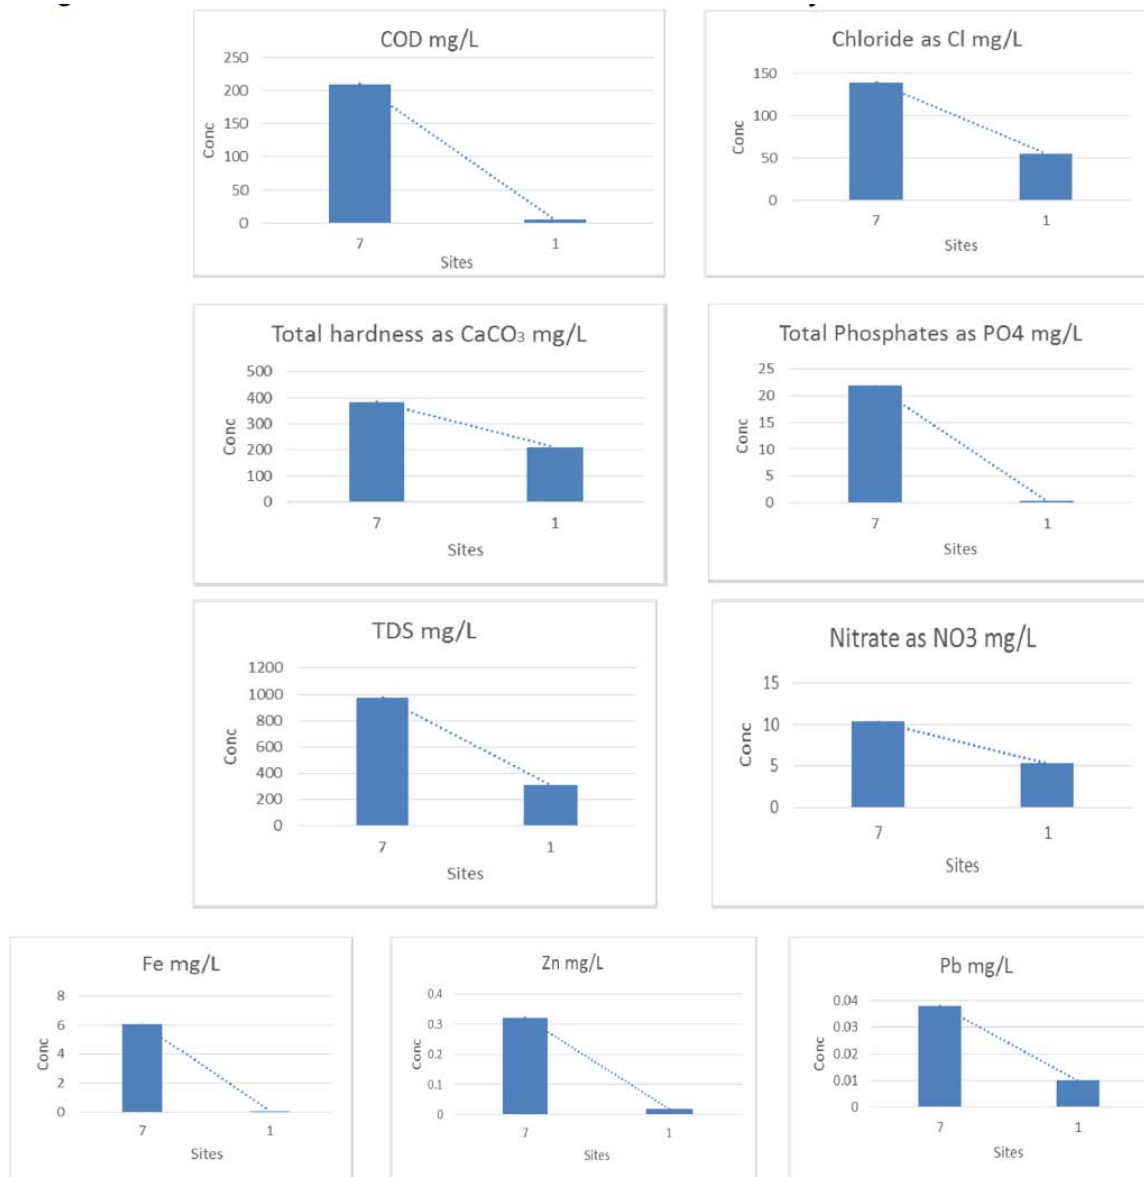 COD mg/L
250
200
150
100
50
0
Conc
7 1
Sites
Chloride as Cl mg/L
150
100
50
0
Conc
7 1
Sites
Total hardness as CaCO₃ mg/L
500
400
300
200
100
0
Conc
7 1
Sites
Total Phosphates as PO4 mg/L
25
20
15
10
5
0
Conc
7 1
Sites
TDS mg/L
1200
1000
800
600
400
200
0
Conc
7 1
Sites
Nitrate as NO3 mg/L
15
10
5
0
Conc
7 1
Sites
Fe mg/L
8
6
4
2
0
Conc
7 1
Sites
Zn mg/L
0.4
0.3
0.2
0.1
0
Conc
7 1
Sites
Pb mg/L
0.04
0.03
0.02
0.01
0
Conc
7 1
Sites